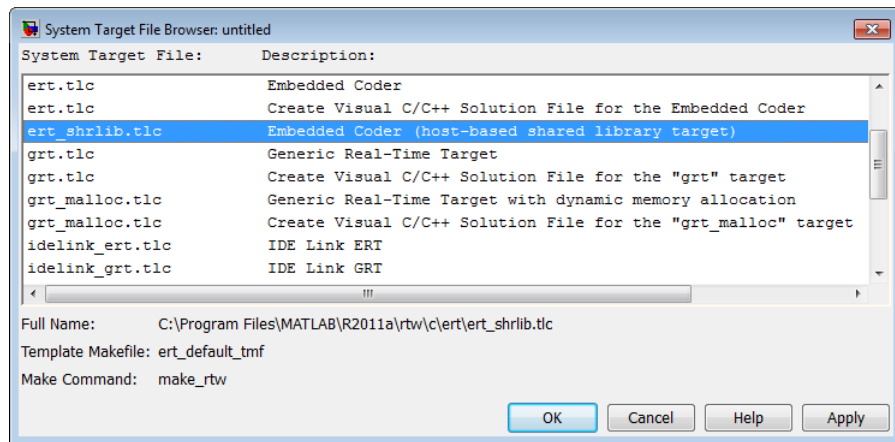 System Target File Browser: untitled
System Target File: Description:
ert.tlc Embedded Coder
ert.tlc Create Visual C/C++ Solution File for the Embedded Coder
ert_shrlib.tlc Embedded Coder (host-based shared library target)
grt.tlc Generic Real-Time Target
grt.tlc Create Visual C/C++ Solution File for the "grt" target
grt_malloc.tlc Generic Real-Time Target with dynamic memory allocation
grt_malloc.tlc Create Visual C/C++ Solution File for the "grt_malloc" target
idelink_ert.tlc IDE Link ERT
idelink_grt.tlc IDE Link GRT
Full Name: C:\Program Files\MATLAB\R2011a\rtw\c\ert\ert_shrlib.tlc
Template Makefile: ert_default_tmf
Make Command: make_rtw
OK Cancel Help Apply